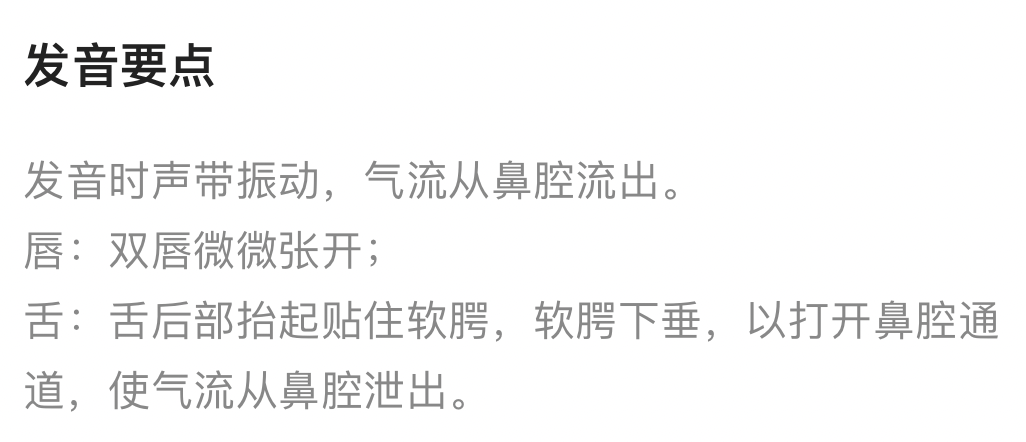 发音要点
发音时声带振动，气流从鼻腔流出。
唇：双唇微微张开；
舌：舌后部抬起贴住软腭，软腭下垂，以打开鼻腔通
道，使气流从鼻腔泄出。